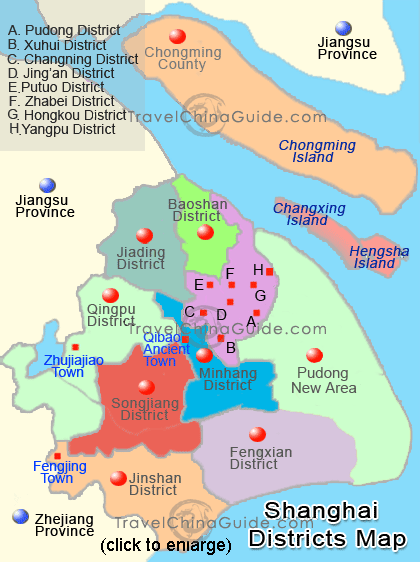 A. Pudong District
B. Xuhui District
C. Changning District
D. Jing'an District
E.Putuo District
F. Zhabei District
G. Hongkou District
H.Yangpu District
Chongming
County
Jiangsu
Province
TravelChinaGuide.com
Chongming
Island
Jiangsu
Province
Baoshan
District
Changxing
Island
Hengsha
Island
Jiading
District
E
F
H
G
Qingpu
District
C
D
A
TravelChinaGuide.com
Qibao
Ancient
Town
B
Zhujiajiao
Town
Minhang
District
Pudong
New Area
Songjiang
District
Fengxian
District
Fengjing
Town
Jinshan
District
Zhejiang
Province
TravelChinaGuide.com
(click to enlarge)
Shanghai
Districts Map